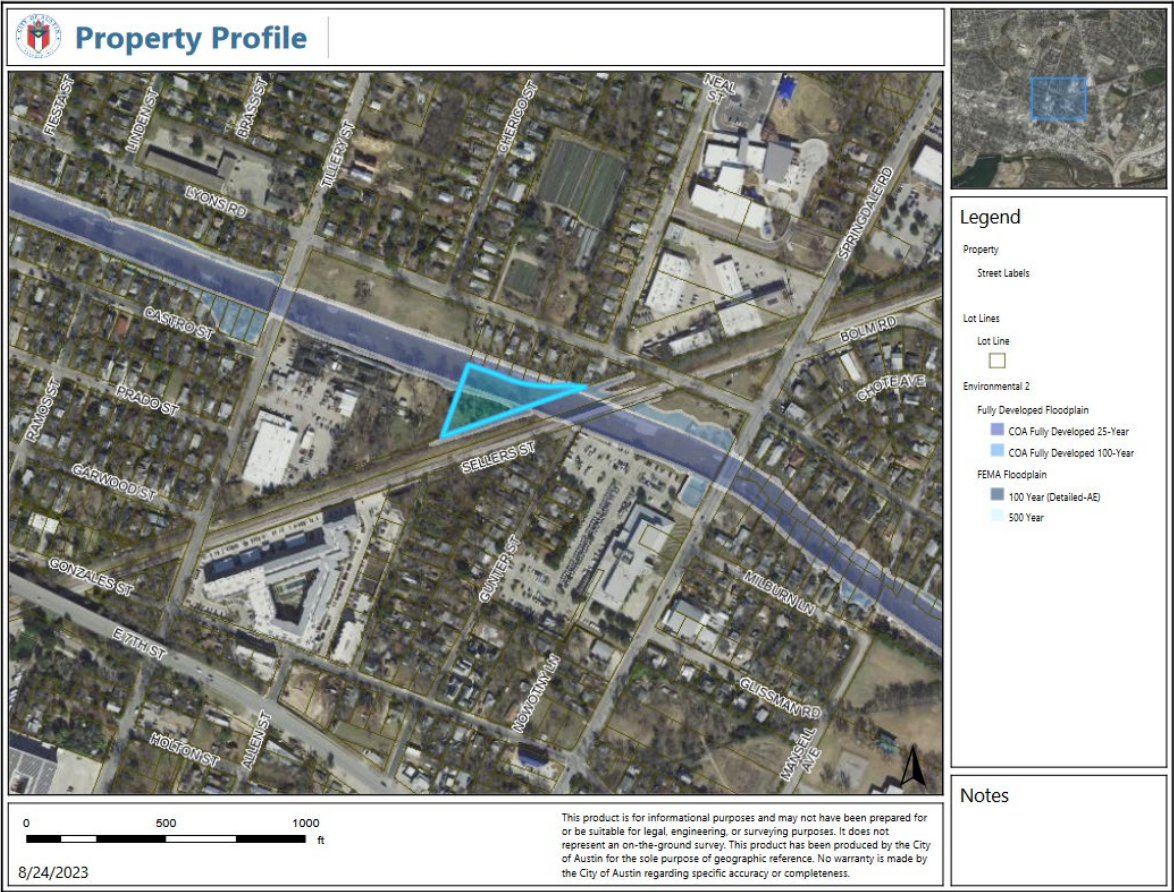 Property Profile
FIESTA ST
LINDEN ST
BRASS ST
TILLERY ST
CHERICO ST
NEAL
ST
LYONS RD
SPRINGDALE RD
CASTRO ST
BOLM RD
CHOTE AVE
RAMOS ST
PRADO ST
SELLERS ST
GARWOOD ST
GUNTER ST
GONZALES ST
MILBURN LN
E 7TH ST
NOWOTNY LN
GLISSMAN RD
ALLEN ST
HOLTON ST
MANSELL
AVE
Legend
Property
Street Labels
Lot Lines
Lot Line
Environmental 2
Fully Developed Floodplain
COA Fully Developed 25-Year
COA Fully Developed 100-Year
FEMA Floodplain
100 Year (Detailed-AE)
500 Year
Notes
0 500 1000
ft
8/24/2023
This product is for informational purposes and may not have been prepared for
or be suitable for legal, engineering, or surveying purposes. It does not
represent an on-the-ground survey. This product has been produced by the City
of Austin for the sole purpose of geographic reference. No warranty is made by
the City of Austin regarding specific accuracy or completeness.